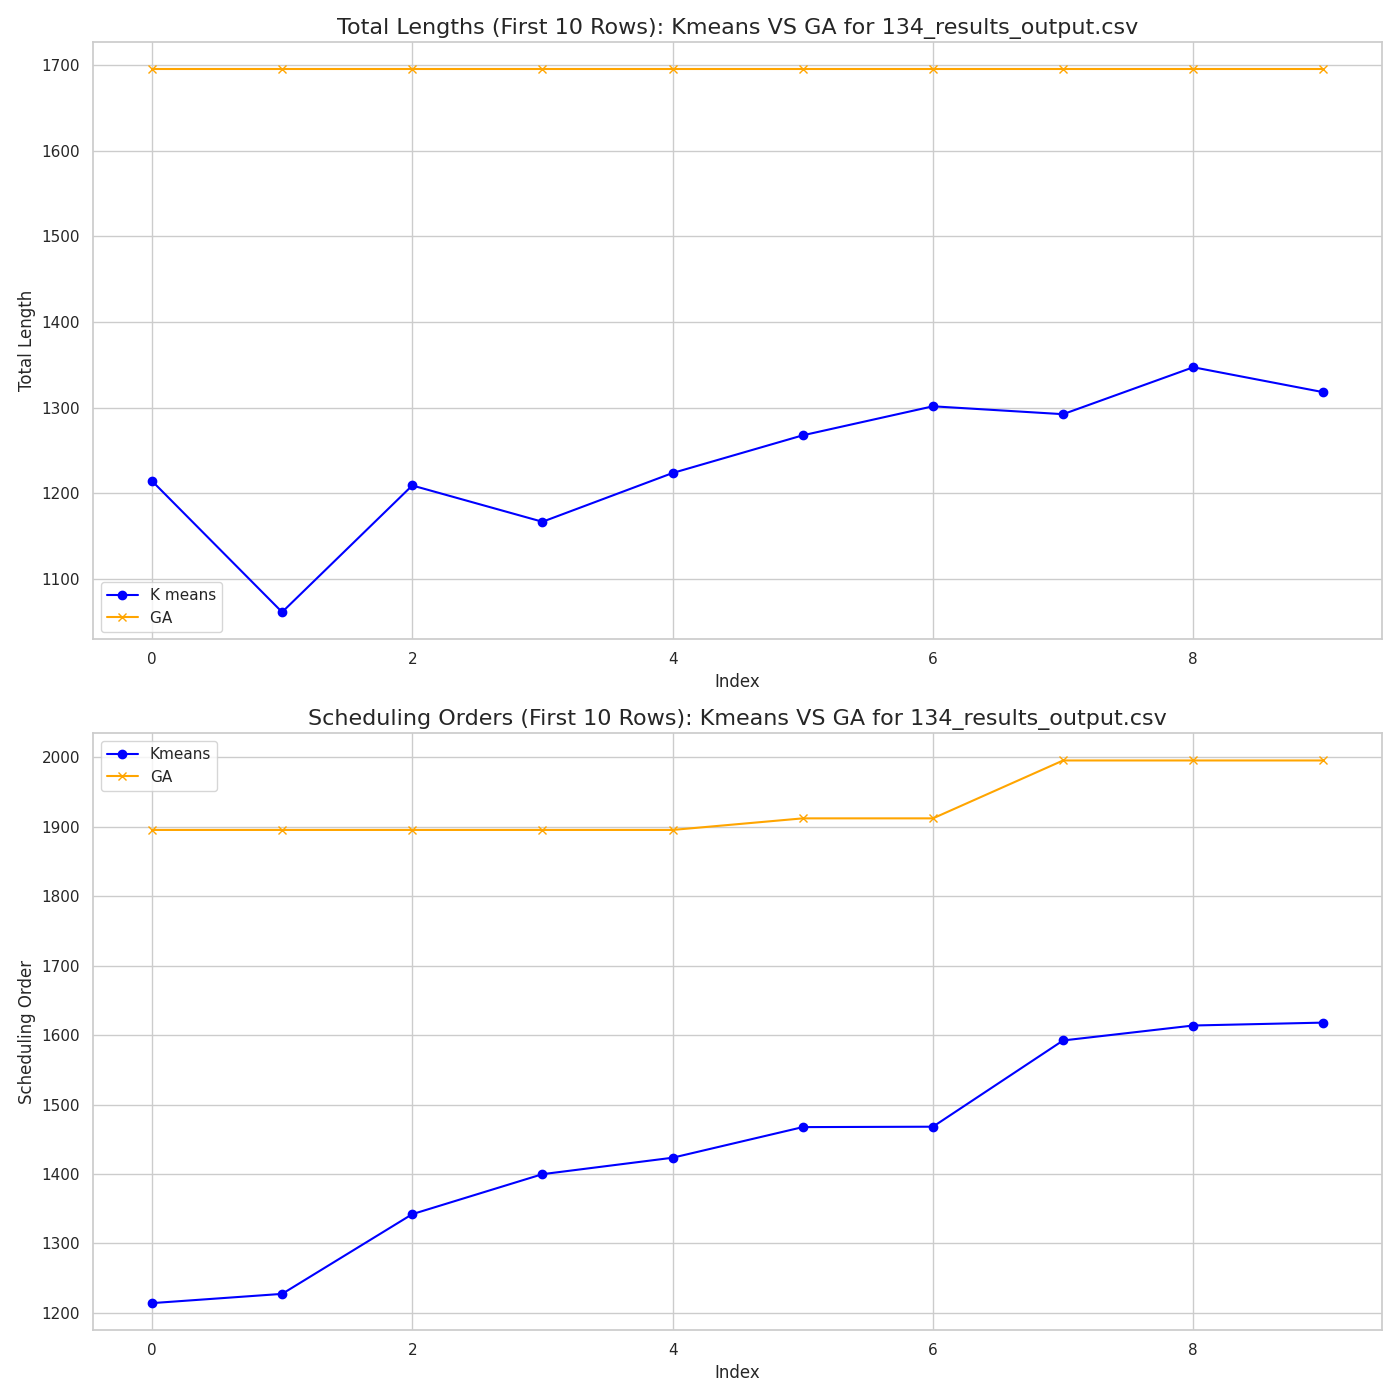 Total Lengths (First 10 Rows): Kmeans VS GA for 134_results_output.csv
1700
1600
1500
1400
1300
1200
1100
Total Length
K means
GA
0 2 4 6 8
Index
Scheduling Orders (First 10 Rows): Kmeans VS GA for 134_results_output.csv
2000
1900
1800
1700
1600
1500
1400
1300
1200
Scheduling Order
Kmeans
GA
0 2 4 6 8
Index